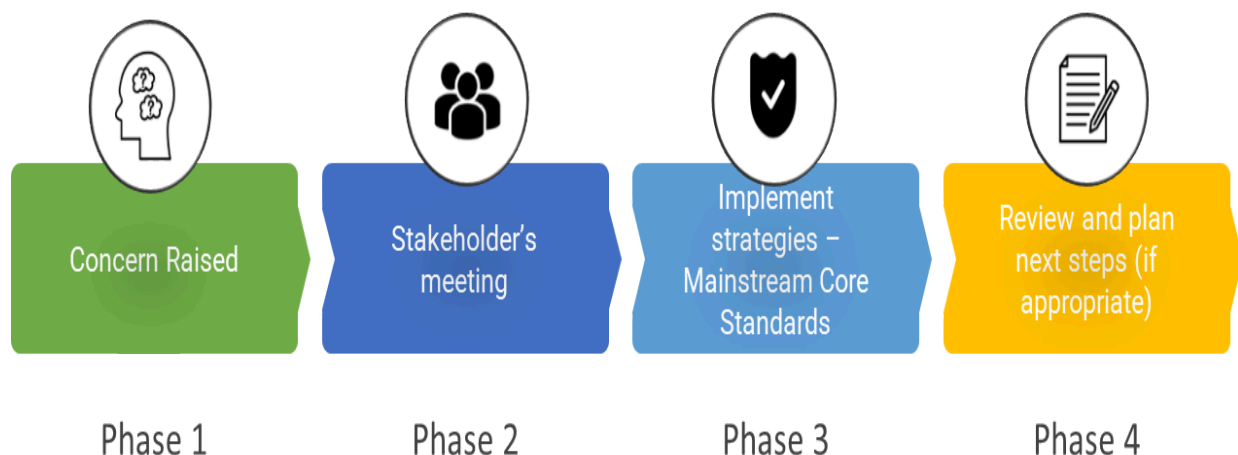 Concern Raised
Stakeholder’s
meeting
Implement
strategies –
Mainstream Core
Standards
Review and plan
next steps (if
appropriate)
Phase 1
Phase 2
Phase 3
Phase 4